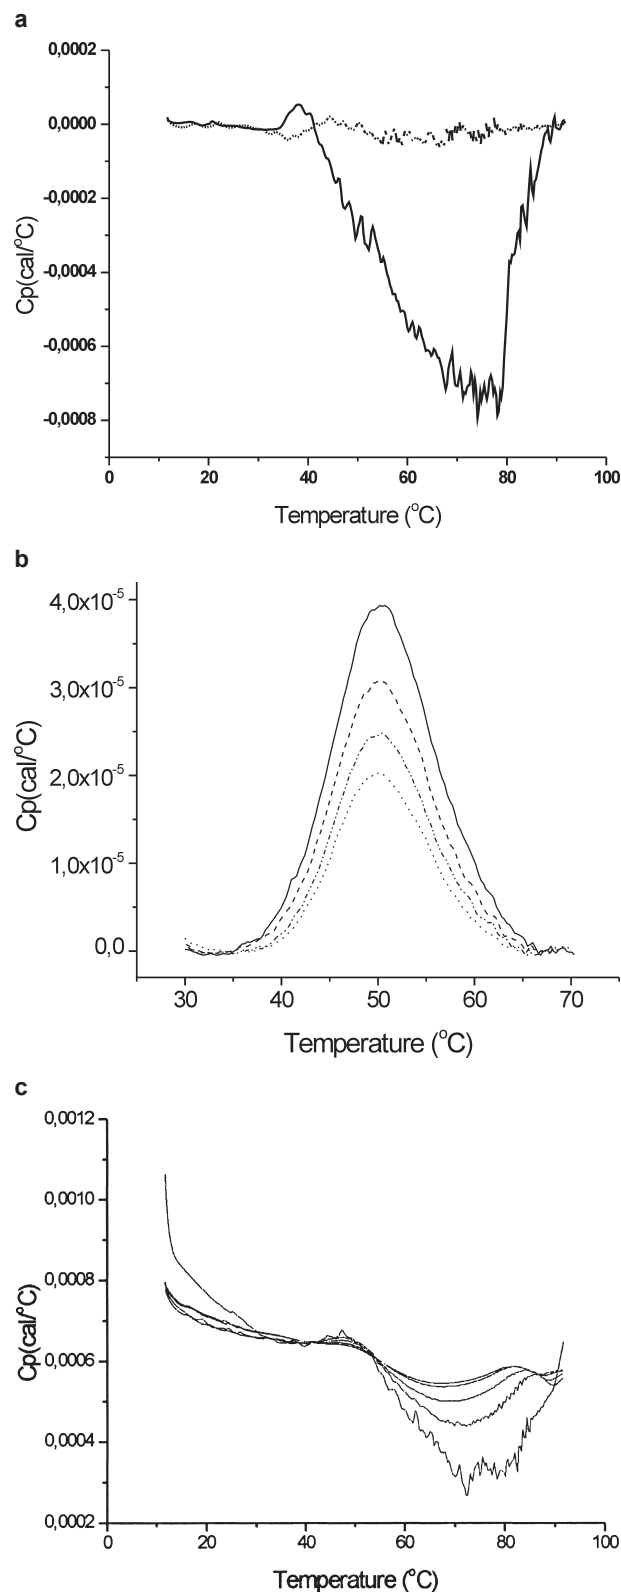 a
0,0002
0,0000
-0,0002
-0,0004
-0,0006
-0,0008
Cp(cal/°C)
0 20 40 60 80 100
Temperature (°C)
b
4,0x10⁻⁵
3,0x10⁻⁵
2,0x10⁻⁵
1,0x10⁻⁵
0,0
Cp(cal/°C)
30 40 50 60 70
Temperature (°C)
c
0,0012
0,0010
0,0008
0,0006
0,0004
0,0002
Cp(cal/°C)
0 20 40 60 80 100
Temperature (°C)